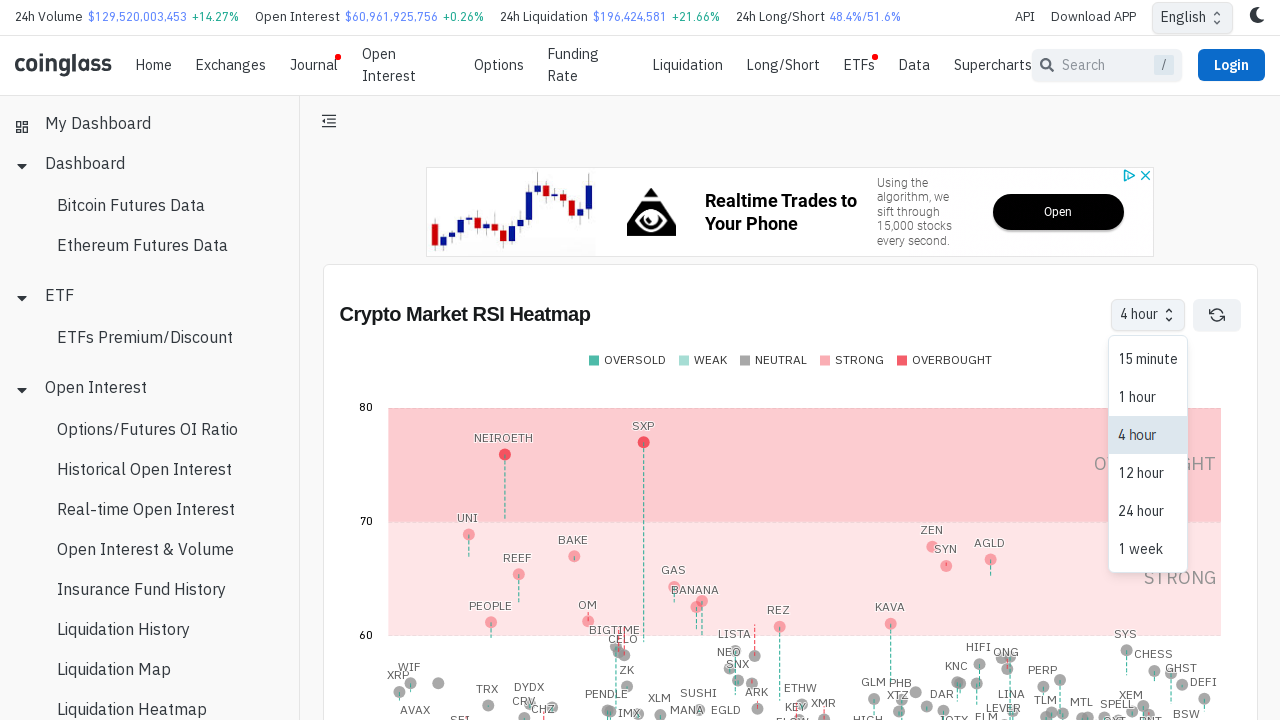 24h Volume $129,520,003,453 +14.27% Open Interest $60,961,925,756 +0.26% 24h Liquidation $196,424,581 +21.66% 24h Long/Short 48.4%/51.6% API Download APP English
coinglass Home Exchanges Journal Open Interest Options Funding Rate Liquidation Long/Short ETFs Data Supercharts Search / Login
My Dashboard
Dashboard
Bitcoin Futures Data
Ethereum Futures Data
ETF
ETFs Premium/Discount
Open Interest
Options/Futures OI Ratio
Historical Open Interest
Real-time Open Interest
Open Interest & Volume
Insurance Fund History
Liquidation History
Liquidation Map
Liquidation Heatmap
Realtime Trades to
Your Phone
Using the
algorithm, we
sift through
15,000 stocks
every second.
Open
Crypto Market RSI Heatmap
4 hour
15 minute
1 hour
4 hour
12 hour
24 hour
1 week
OVERSOLD WEAK NEUTRAL STRONG OVERBOUGHT
80
SXP
NEIROETH
70
UNI
ZEN
BAKE
AGLD
SYN
REEF
STRONG
GAS
BANANA
PEOPLE
OM
REZ
KAVA
60
BIGTIME
CELO
LISTA
SYS
HIFI
ONG
CHESS
NEO
SNX
WIF
XRP
ZK
KNC
PERP
GHST
TRX
DYDX
CRV
CHZ
PENDLE
XLM
SUSHI
ARK
ETHW
GLM
PHB
XTZ
DAR
LINA
DEFI
AVAX
IMX
MANA
EGLD
KEY
XMR
LEVER
TLM
MTL
XEM
SPELL
BSW
HIGH
IOTX